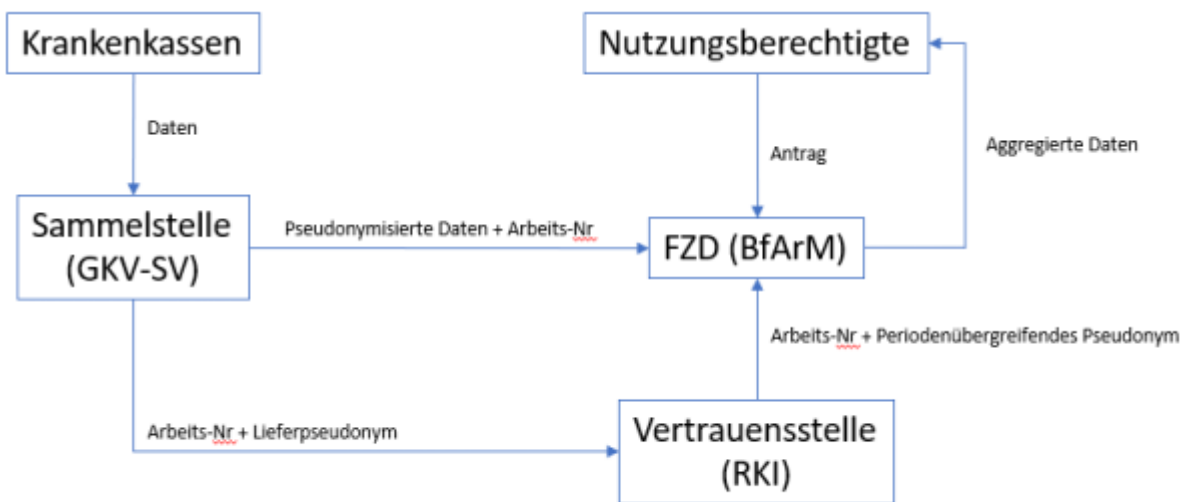 Krankenkassen
Nutzungsberechtigte
Daten
Antrag
Aggregierte Daten
Sammelstelle
(GKV-SV)
Pseudonymisierte Daten + Arbeits-Nr
FZD (BfArM)
Arbeits-Nr + Periodenübergreifendes Pseudonym
Arbeits-Nr + Lieferpseudonym
Vertrauensstelle
(RKI)